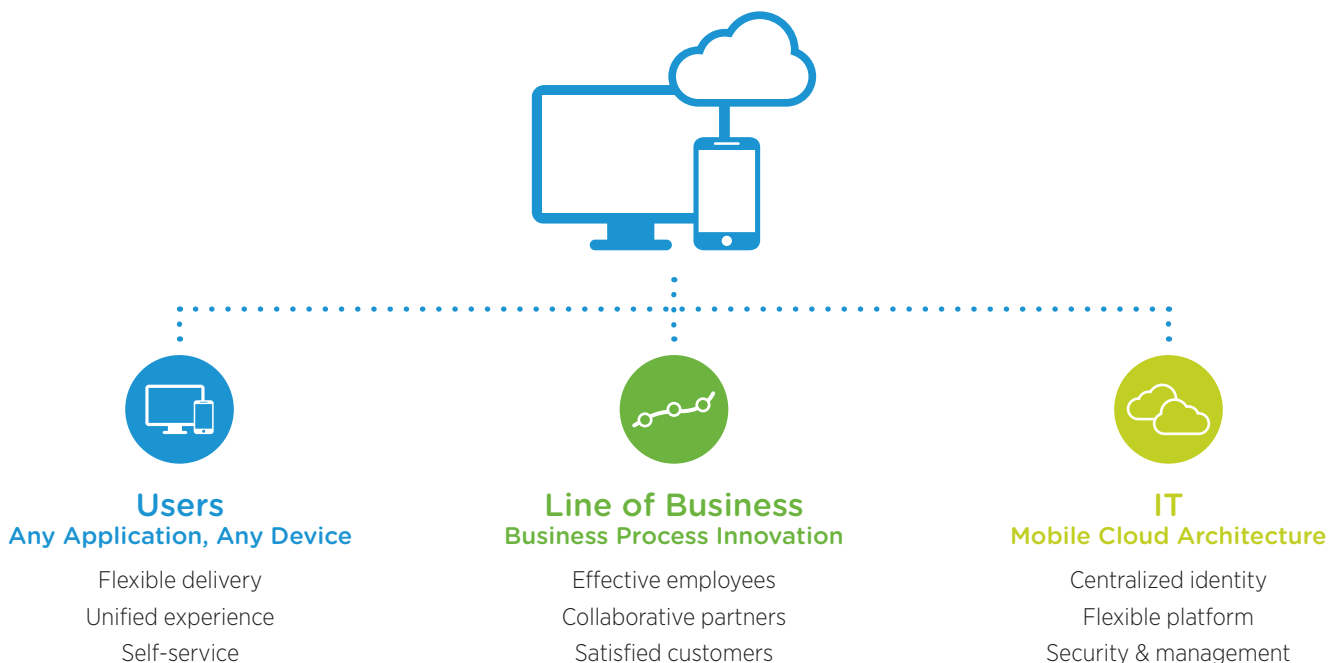 Users
Any Application, Any Device
Flexible delivery
Unified experience
Self-service
Line of Business
Business Process Innovation
Effective employees
Collaborative partners
Satisfied customers
IT
Mobile Cloud Architecture
Centralized identity
Flexible platform
Security & management